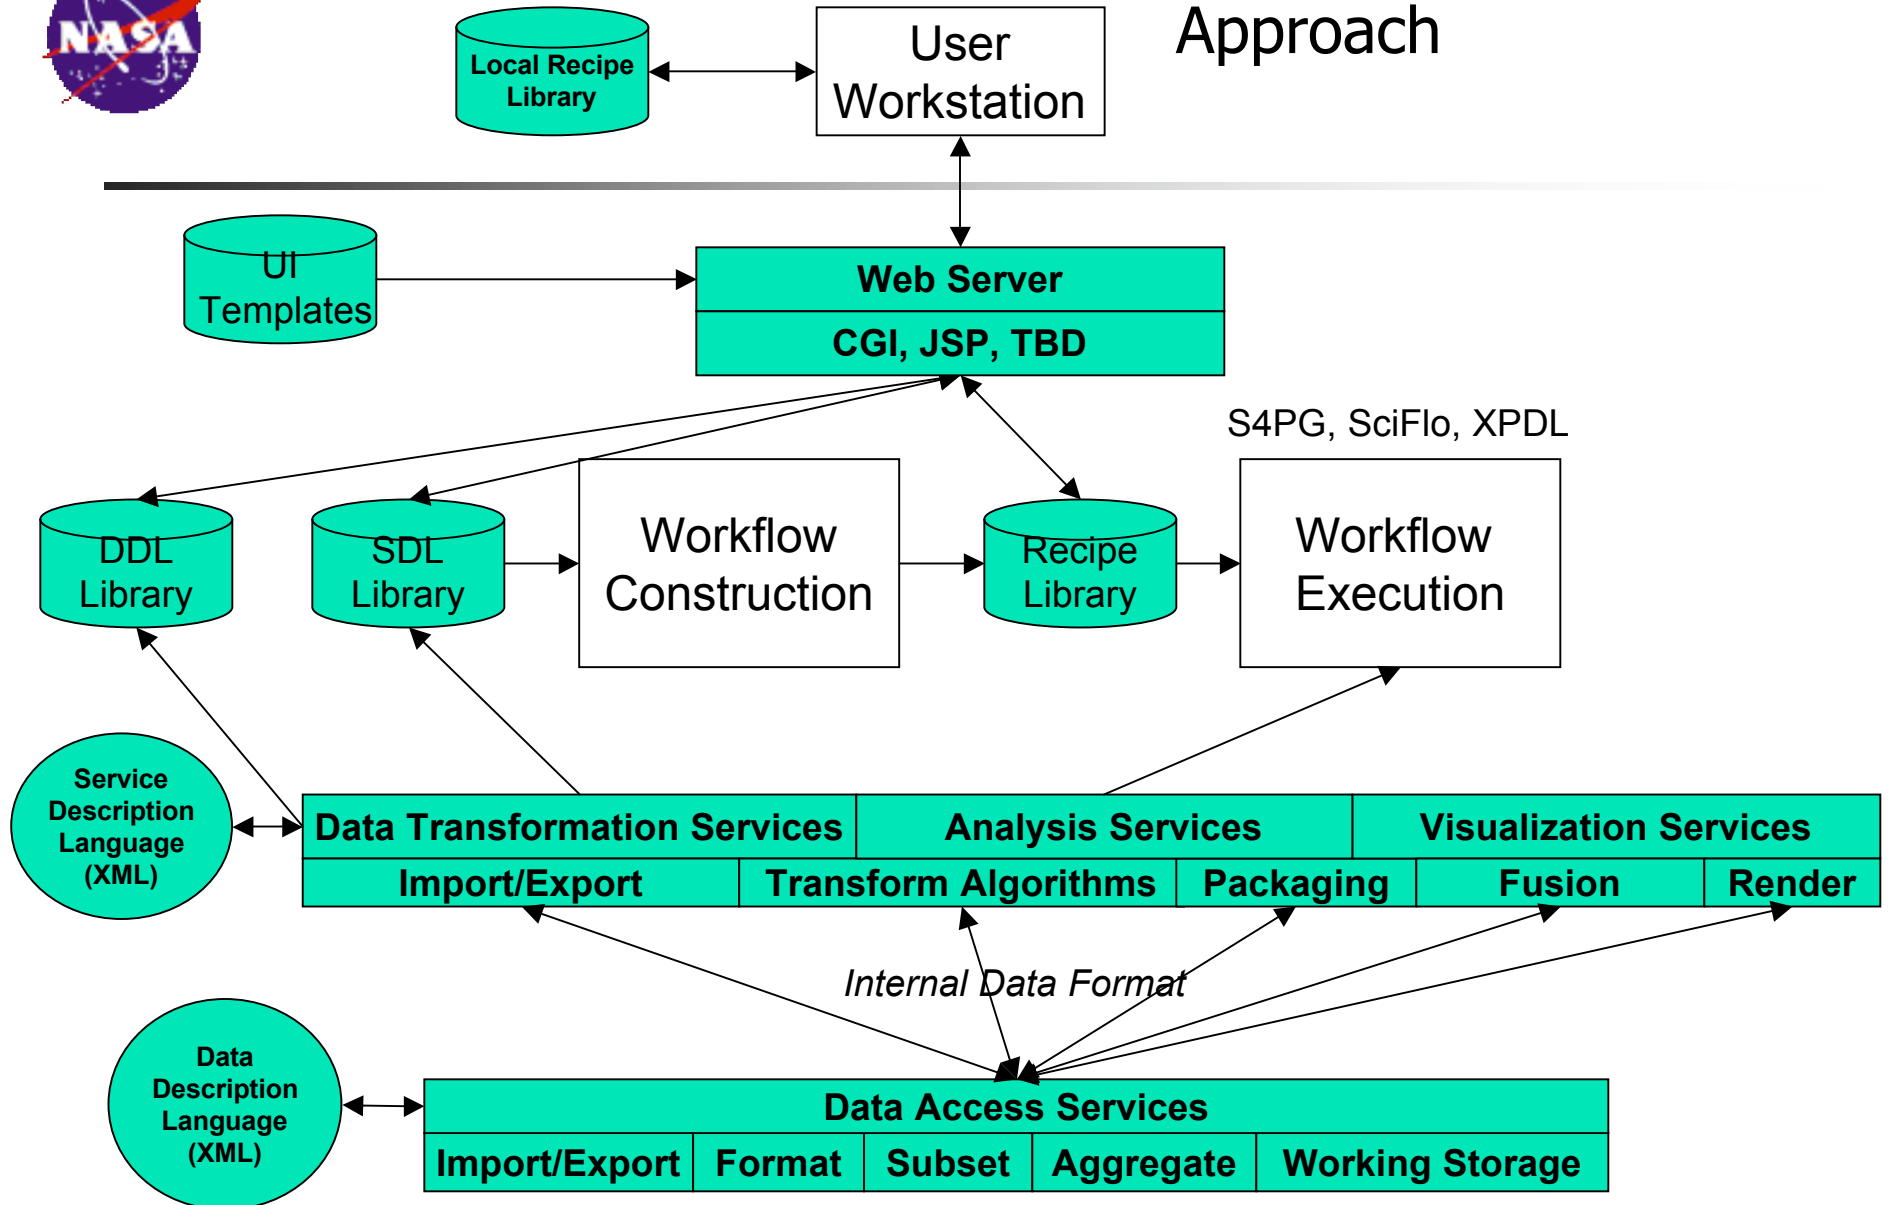 NASA
Approach
Local Recipe
Library
User
Workstation
UI
Templates
Web Server
CGI, JSP, TBD
S4PG, SciFlo, XPDL
DDL
Library
SDL
Library
Workflow
Construction
Recipe
Library
Workflow
Execution
Service
Description
Language
(XML)
Data Transformation Services
Analysis Services
Visualization Services
Import/Export
Transform Algorithms
Packaging
Fusion
Render
Internal Data Format
Data
Description
Language
(XML)
Data Access Services
Import/Export
Format
Subset
Aggregate
Working Storage